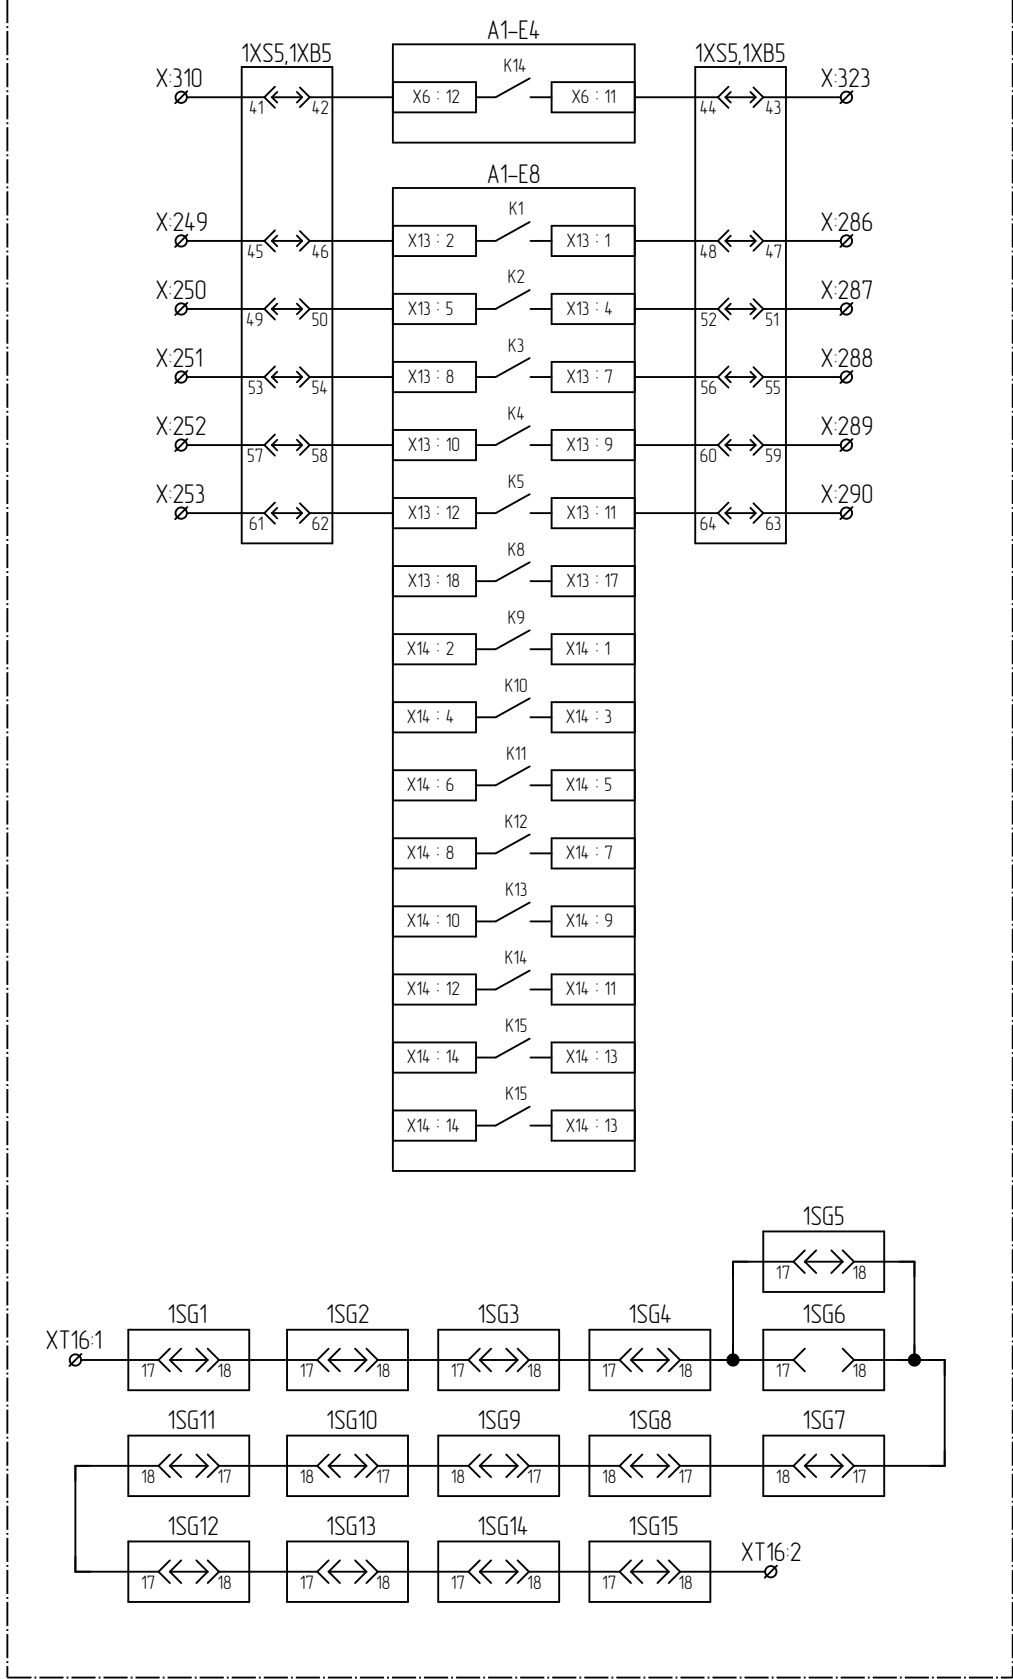 A1-E4
1XS5,1XB5 1XS5,1XB5
X:310 K14 X:323
X6 : 12 X6 : 11
41 42 44 43
A1-E8
X:249 K1 X:286
X13 : 2 X13 : 1
45 46 48 47
X:250 K2 X:287
X13 : 5 X13 : 4
49 50 52 51
X:251 K3 X:288
X13 : 8 X13 : 7
53 54 56 55
X:252 K4 X:289
X13 : 10 X13 : 9
57 58 60 59
X:253 K5 X:290
X13 : 12 X13 : 11
61 62 64 63
K8
X13 : 18 X13 : 17
K9
X14 : 2 X14 : 1
K10
X14 : 4 X14 : 3
K11
X14 : 6 X14 : 5
K12
X14 : 8 X14 : 7
K13
X14 : 10 X14 : 9
K14
X14 : 12 X14 : 11
K15
X14 : 14 X14 : 13
K15
X14 : 14 X14 : 13
1SG5
17 18
1SG1 1SG2 1SG3 1SG4 1SG6
XT16:1
17 18 17 18 17 18 17 18 17 18
1SG11 1SG10 1SG9 1SG8 1SG7
18 17 18 17 18 17 18 17 18 17
1SG12 1SG13 1SG14 1SG15
XT16:2
17 18 17 18 17 18 17 18